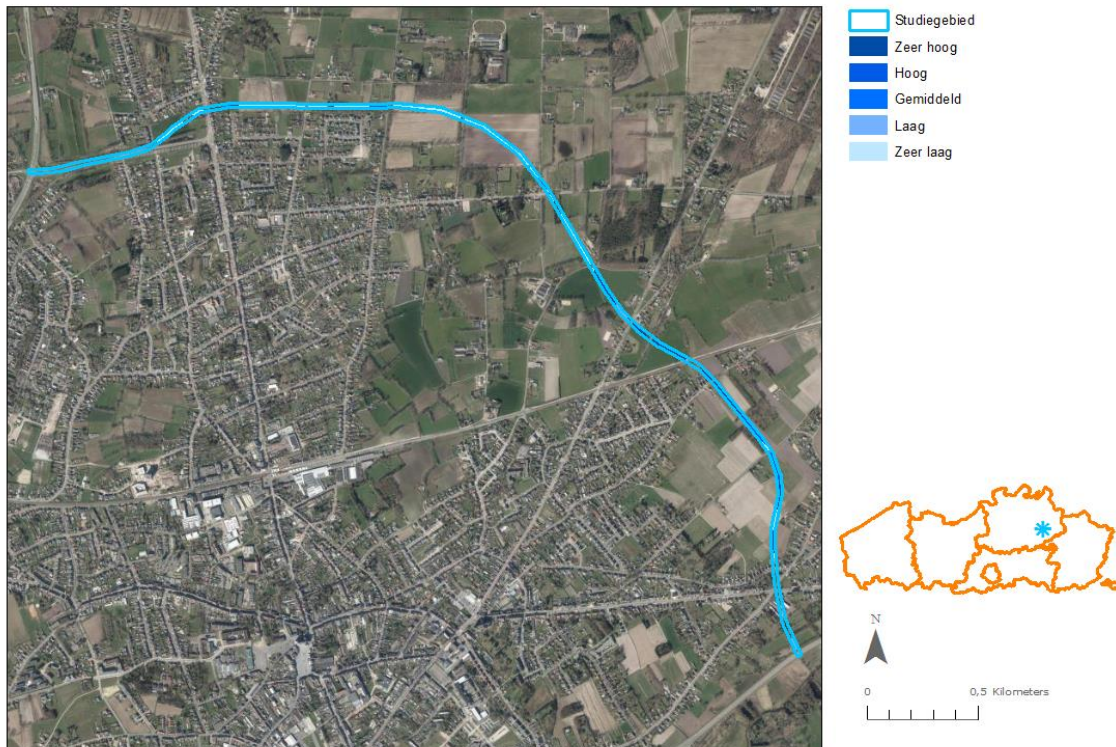 Studiegebied
Zeer hoog
Hoog
Gemiddeld
Laag
Zeer laag
N
0
0,5 Kilometers